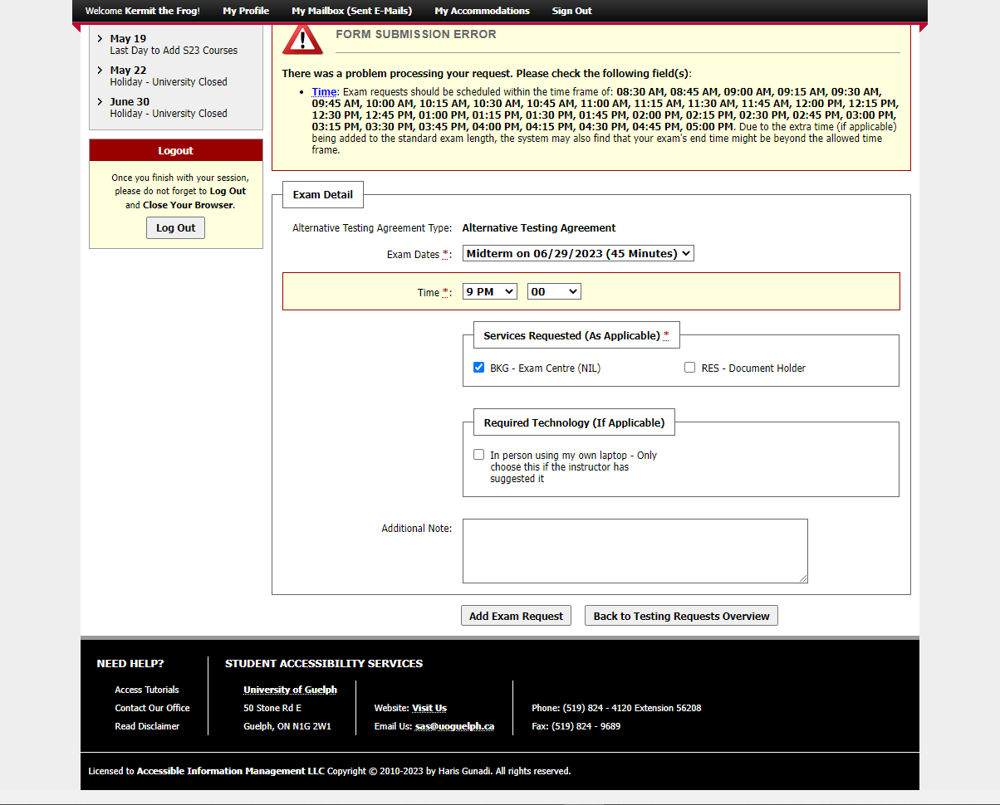 Welcome Kermit the Frog! My Profile My Mailbox (Sent E-Mails) My Accommodations Sign Out
May 19
Last Day to Add S23 Courses
May 22
Holiday - University Closed
June 30
Holiday - University Closed
Logout
Once you finish with your session,
please do not forget to Log Out
and Close Your Browser.
Log Out
FORM SUBMISSION ERROR
There was a problem processing your request. Please check the following field(s):
• Time: Exam requests should be scheduled within the time frame of: 08:30 AM, 08:45 AM, 09:00 AM, 09:15 AM, 09:30 AM,
09:45 AM, 10:00 AM, 10:15 AM, 10:30 AM, 10:45 AM, 11:00 AM, 11:15 AM, 11:30 AM, 11:45 AM, 12:00 PM, 12:15 PM,
12:30 PM, 12:45 PM, 01:00 PM, 01:15 PM, 01:30 PM, 01:45 PM, 02:00 PM, 02:15 PM, 02:30 PM, 02:45 PM, 03:00 PM,
03:15 PM, 03:30 PM, 03:45 PM, 04:00 PM, 04:15 PM, 04:30 PM, 04:45 PM, 05:00 PM. Due to the extra time (if applicable)
being added to the standard exam length, the system may also find that your exam's end time might be beyond the allowed time
frame.
Exam Detail
Alternative Testing Agreement Type: Alternative Testing Agreement
Exam Dates *: Midterm on 06/29/2023 (45 Minutes)
Time *: 9 PM 00
Services Requested (As Applicable) *
BKG - Exam Centre (NIL) RES - Document Holder
Required Technology (If Applicable)
In person using my own laptop - Only
choose this if the instructor has
suggested it
Additional Note:
Add Exam Request Back to Testing Requests Overview
NEED HELP?
Access Tutorials
Contact Our Office
Read Disclaimer
STUDENT ACCESSIBILITY SERVICES
University of Guelph
50 Stone Rd E
Guelph, ON N1G 2W1
Website: Visit Us
Email Us: sas@uoguelph.ca
Phone: (519) 824 - 4120 Extension 56208
Fax: (519) 824 - 9689
Licensed to Accessible Information Management LLC Copyright © 2010-2023 by Haris Gunadi. All rights reserved.